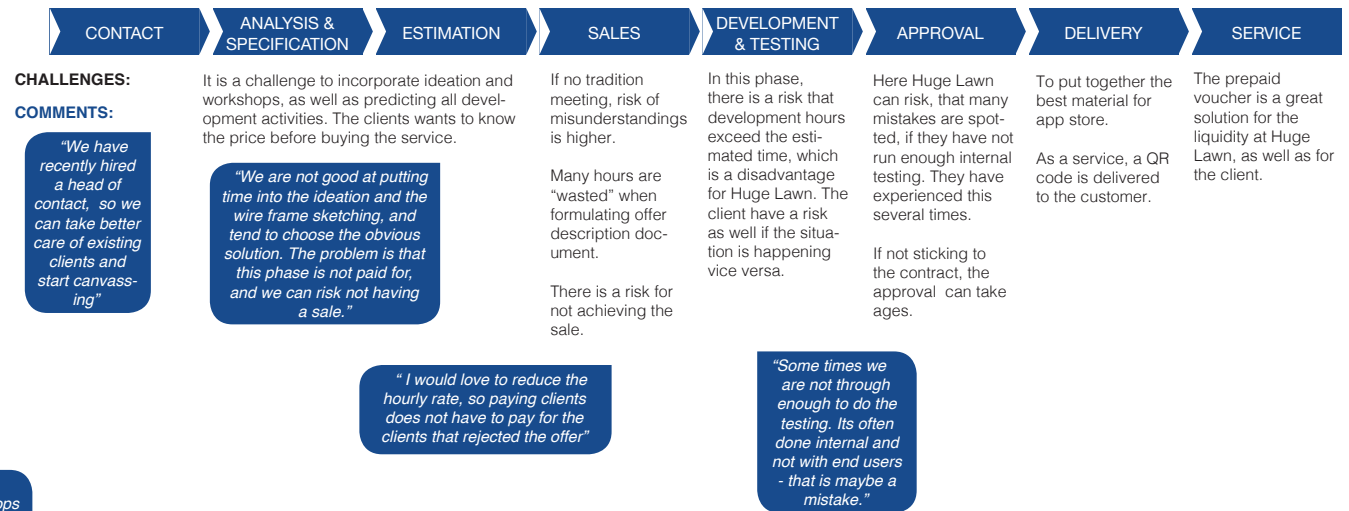 CONTACT
ANALYSIS &
SPECIFICATION
ESTIMATION
SALES
DEVELOPMENT
& TESTING
APPROVAL
DELIVERY
SERVICE
CHALLENGES:
COMMENTS:
"We have
recently hired
a head of
contact, so we
can take better
care of existing
clients and
start canvass-
ing"
It is a challenge to incorporate ideation and
workshops, as well as predicting all devel-
opment activities. The clients wants to know
the price before buying the service.
"We are not good at putting
time into the ideation and the
wire frame sketching, and
tend to choose the obvious
solution. The problem is that
this phase is not paid for,
and we can risk not having
a sale."
If no tradition
meeting, risk of
misunderstandings
is higher.
Many hours are
"wasted" when
formulating offer
description doc-
ument.
There is a risk for
not achieving the
sale.
" I would love to reduce the
hourly rate, so paying clients
does not have to pay for the
clients that rejected the offer"
In this phase,
there is a risk that
development hours
exceed the esti-
mated time, which
is a disadvantage
for Huge Lawn. The
client have a risk
as well if the situa-
tion is happening
vice versa.
"Some times we
are not through
enough to do the
testing. Its often
done internal and
not with end users
- that is maybe a
mistake."
Here Huge Lawn
can risk, that many
mistakes are spot-
ted, if they have not
run enough internal
testing. They have
experienced this
several times.
If not sticking to
the contract, the
approval can take
ages.
To put together the
best material for
app store.
As a service, a QR
code is delivered
to the customer.
The prepaid
voucher is a great
solution for the
liquidity at Huge
Lawn, as well as for
the client.